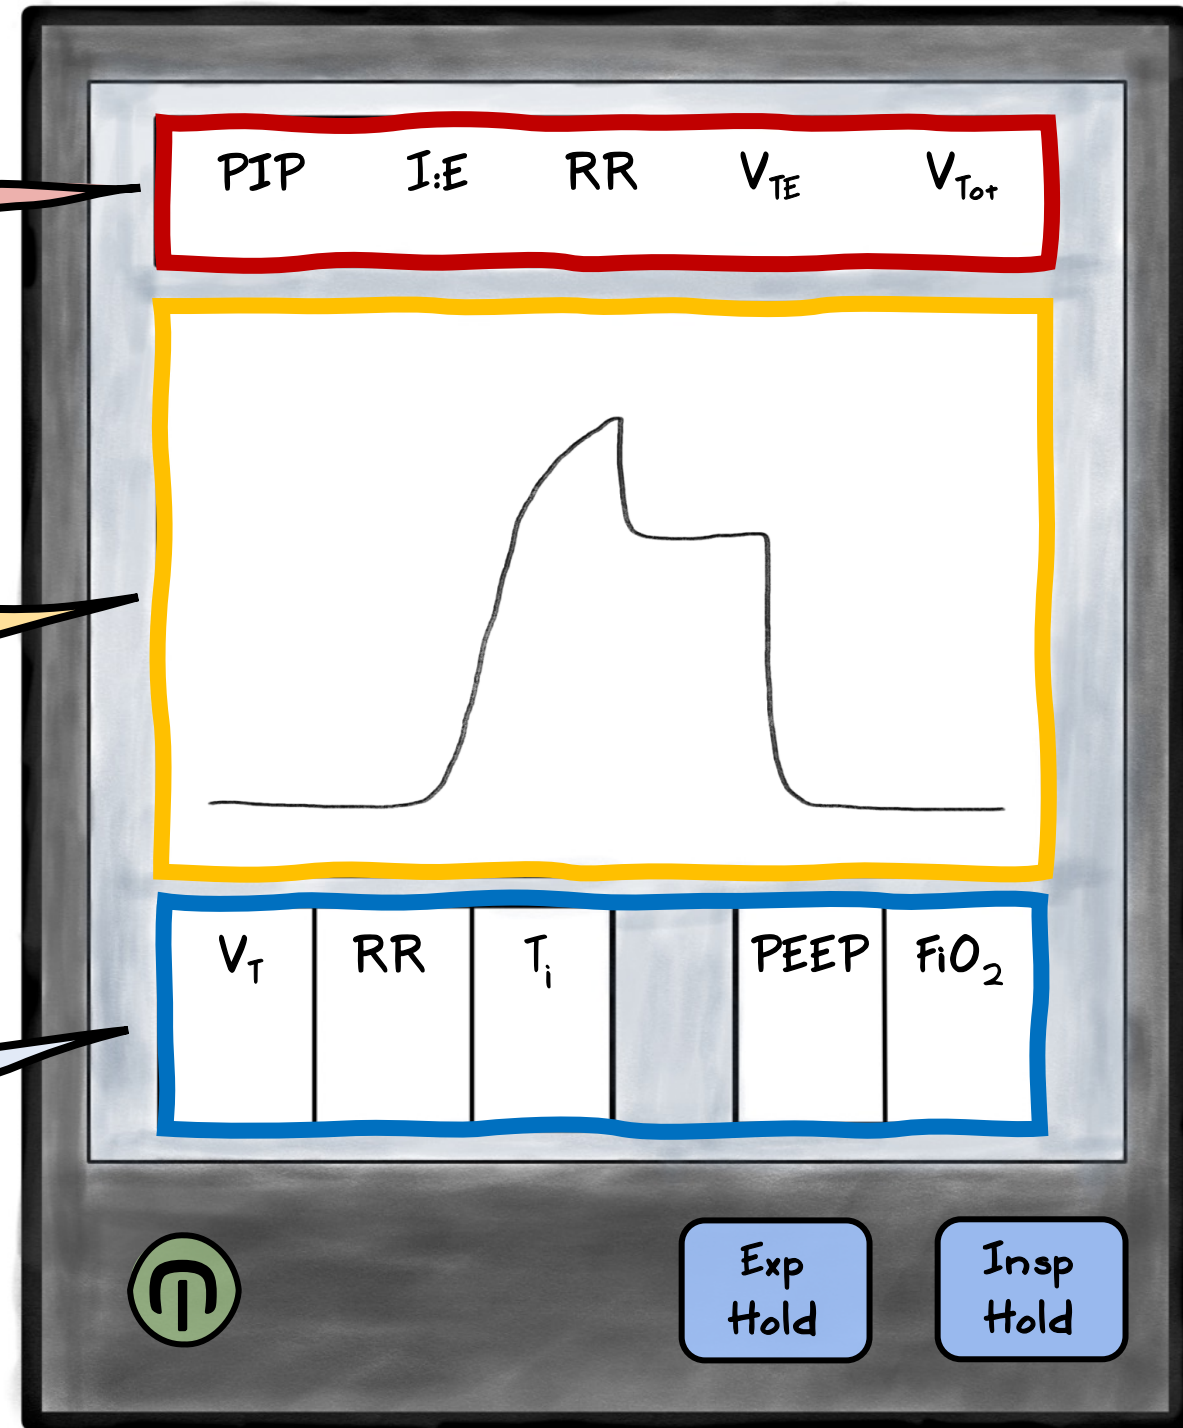 PIP I:E RR VTE VTot
VT RR Ti PEEP FiO2
Exp Hold
Insp Hold